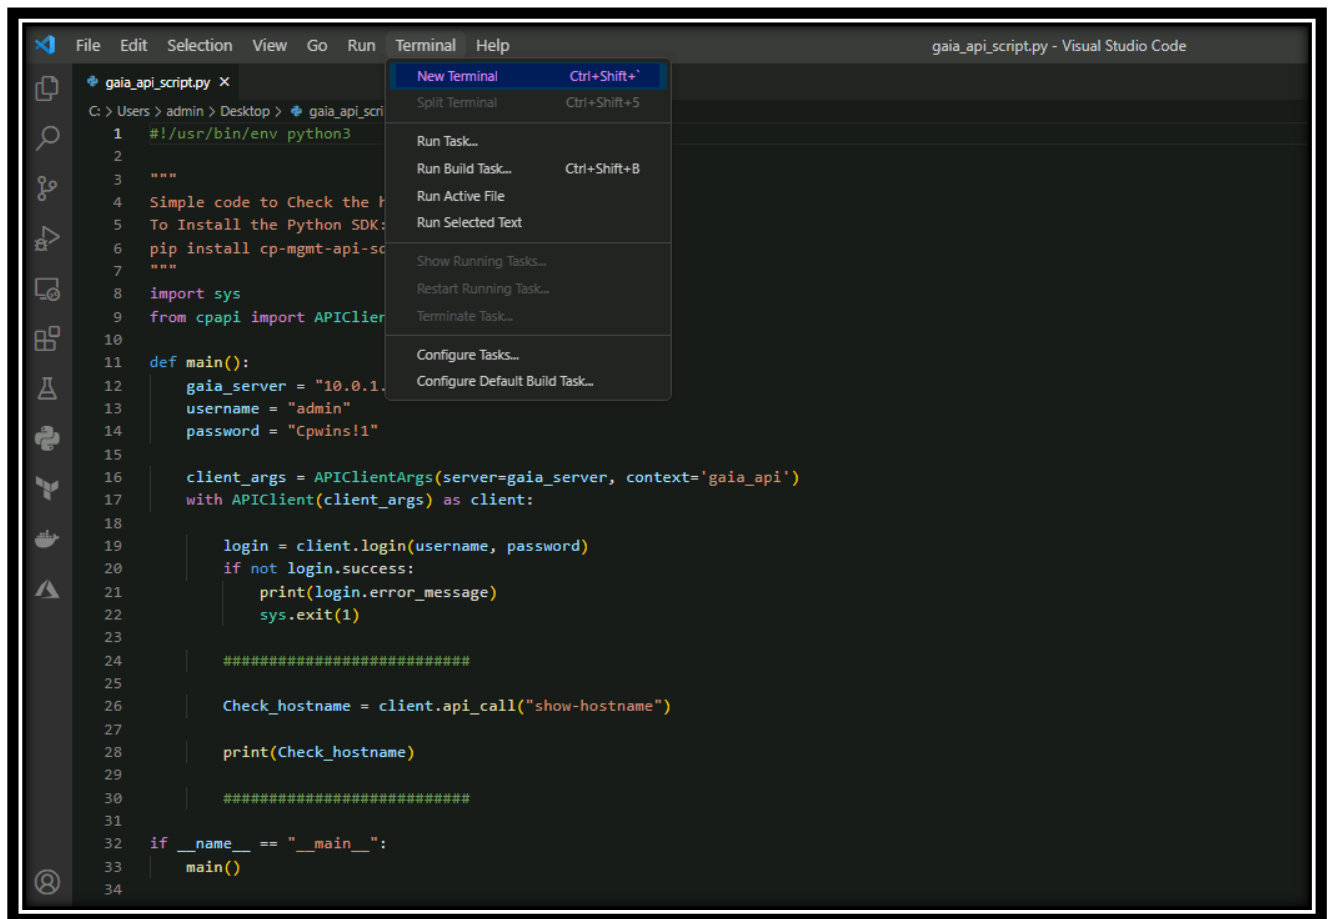 File Edit Selection View Go Run Terminal Help
gaia_api_script.py - Visual Studio Code
gaia_api_script.py
C: > Users > admin > Desktop > gaia_api_scri
New Terminal Ctrl+Shift+`
Split Terminal Ctrl+Shift+5
Run Task...
Run Build Task... Ctrl+Shift+B
Run Active File
Run Selected Text
Show Running Tasks...
Restart Running Task...
Terminate Task...
Configure Tasks...
Configure Default Build Task...
1 #!/usr/bin/env python3
2
3 """
4 Simple code to Check the h
5 To Install the Python SDK:
6 pip install cp-mgmt-api-sd
7 """
8 import sys
9 from cpapi import APIClien
10
11 def main():
12 gaia_server = "10.0.1.
13 username = "admin"
14 password = "Cpwins!1"
15
16 client_args = APIClientArgs(server=gaia_server, context='gaia_api')
17 with APIClient(client_args) as client:
18
19 login = client.login(username, password)
20 if not login.success:
21 print(login.error_message)
22 sys.exit(1)
23
24 ###########################
25
26 Check_hostname = client.api_call("show-hostname")
27
28 print(Check_hostname)
29
30 ###########################
31
32 if __name__ == "__main__":
33 main()
34